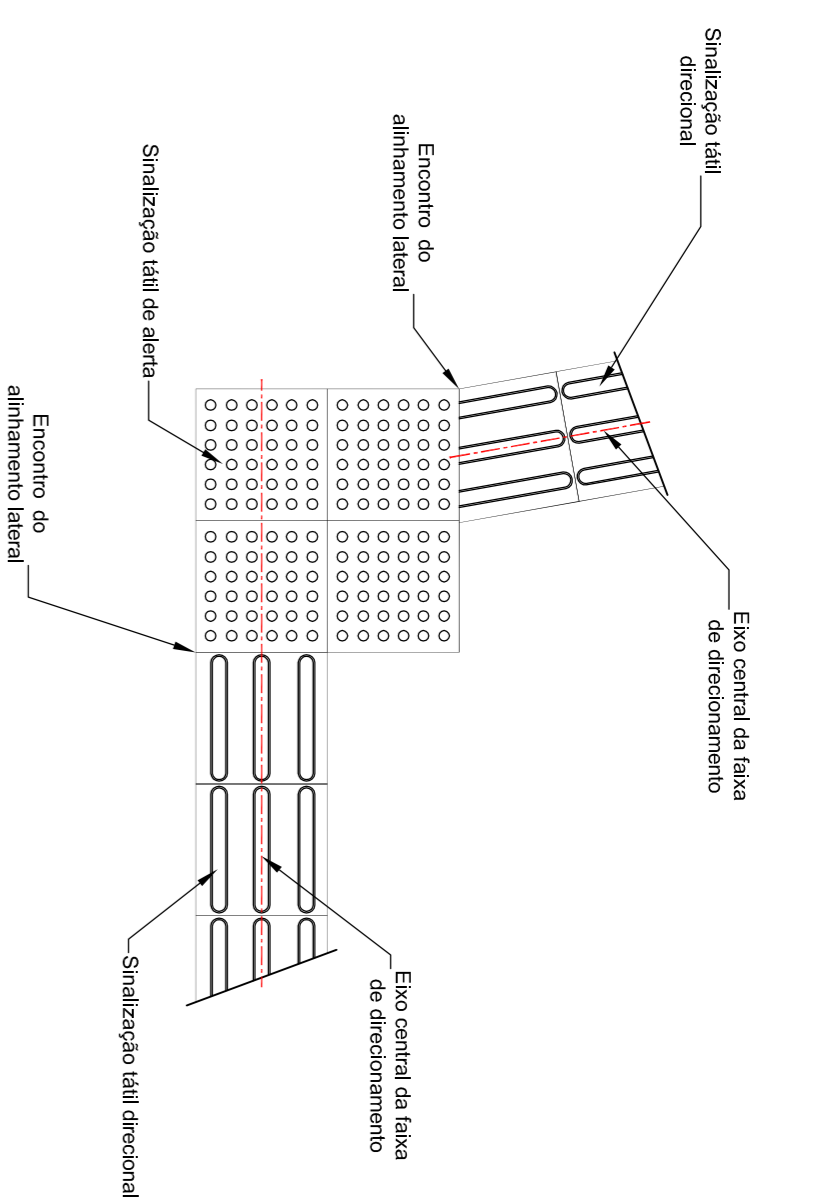 Sinalização tátil
direcional
Encontro do
alinhamento lateral
Sinalização tátil de alerta
Encontro do
alinhamento lateral
Eixo central da faixa
de direcionamento
Eixo central da faixa
de direcionamento
Sinalização tátil direcional